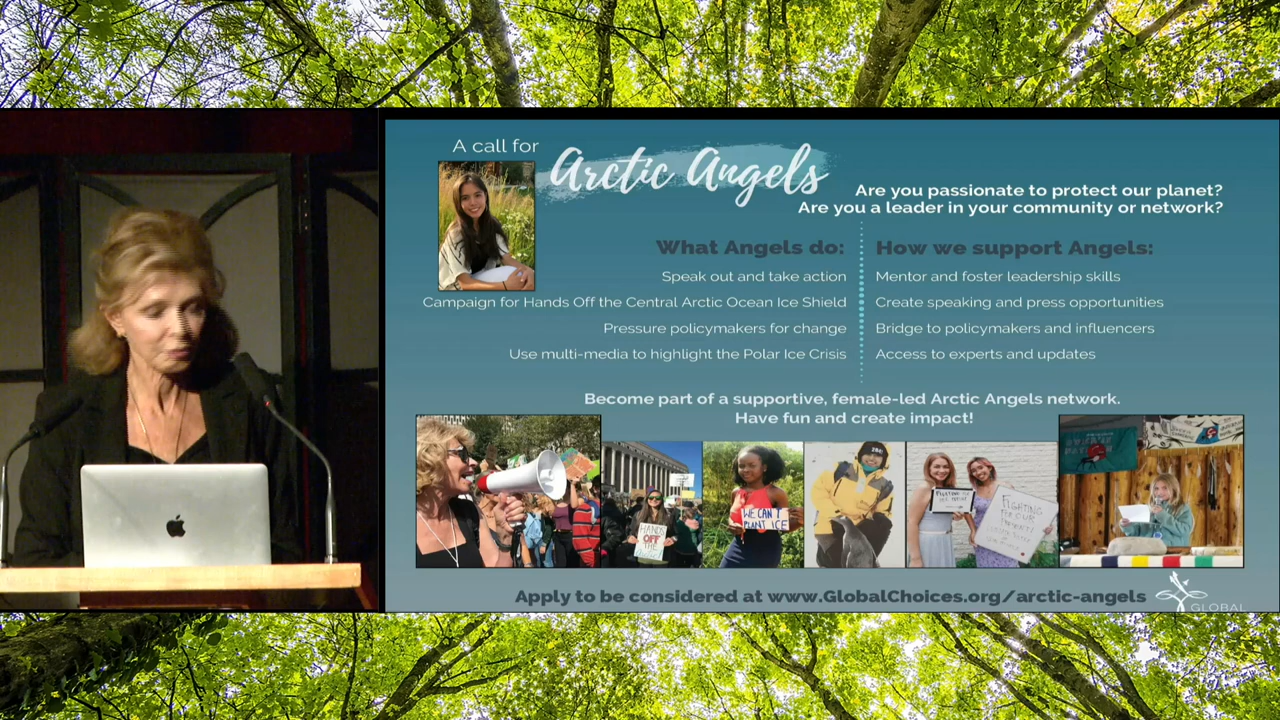 A call for
Arctic Angels
Are you passionate to protect our planet?
Are you a leader in your community or network?
What Angels do:
Speak out and take action
Campaign for Hands Off the Central Arctic Ocean Ice Shield
Pressure policymakers for change
Use multi-media to highlight the Polar Ice Crisis
How we support Angels:
Mentor and foster leadership skills
Create speaking and press opportunities
Bridge to policymakers and influencers
Access to experts and updates
Become part of a supportive, female-led Arctic Angels network.
Have fun and create impact!
HANDS
OFF
THE
WE CAN'T
PLANT ICE
FIGHTING
FOR OUR
Apply to be considered at www.GlobalChoices.org/arctic-angels
GLOBAL